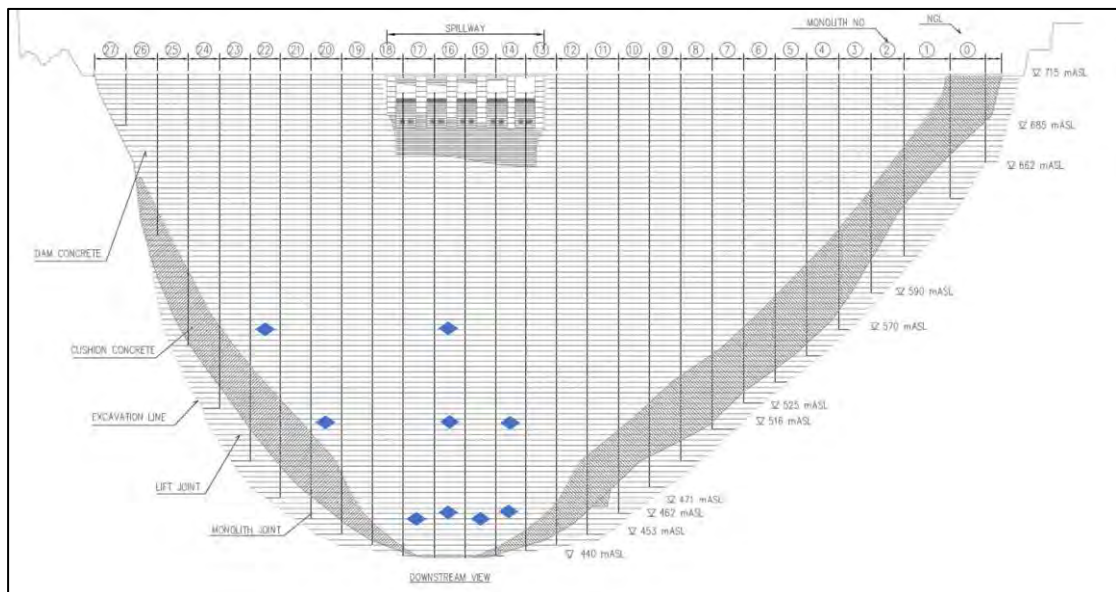 SPILLWAY
MONOLITH NO
NGL
27 26 25 24 23 22 21 20 19 18 17 16 15 14 13 12 11 10 9 8 7 6 5 4 3 2 1 0
715 mASL
685 mASL
662 mASL
DAM CONCRETE
590 mASL
570 mASL
CUSHION CONCRETE
525 mASL
EXCAVATION LINE
516 mASL
LIFT JOINT
471 mASL
462 mASL
MONOLITH JOINT
453 mASL
440 mASL
DOWNSTREAM VIEW